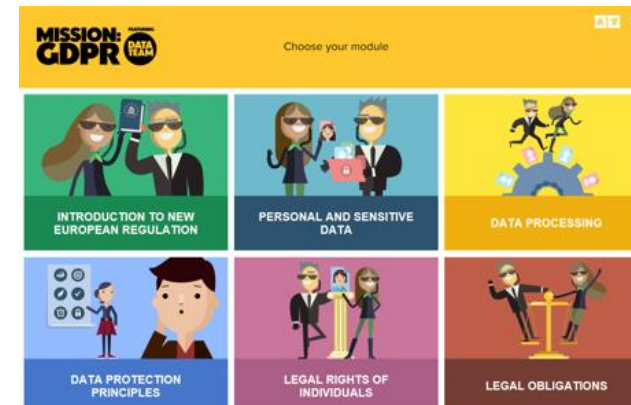 MISSION:
GDPR
FEATURING
DATA
TEAM
Choose your module
INTRODUCTION TO NEW
EUROPEAN REGULATION
PERSONAL AND SENSITIVE
DATA
DATA PROCESSING
DATA PROTECTION
PRINCIPLES
LEGAL RIGHTS OF
INDIVIDUALS
LEGAL OBLIGATIONS